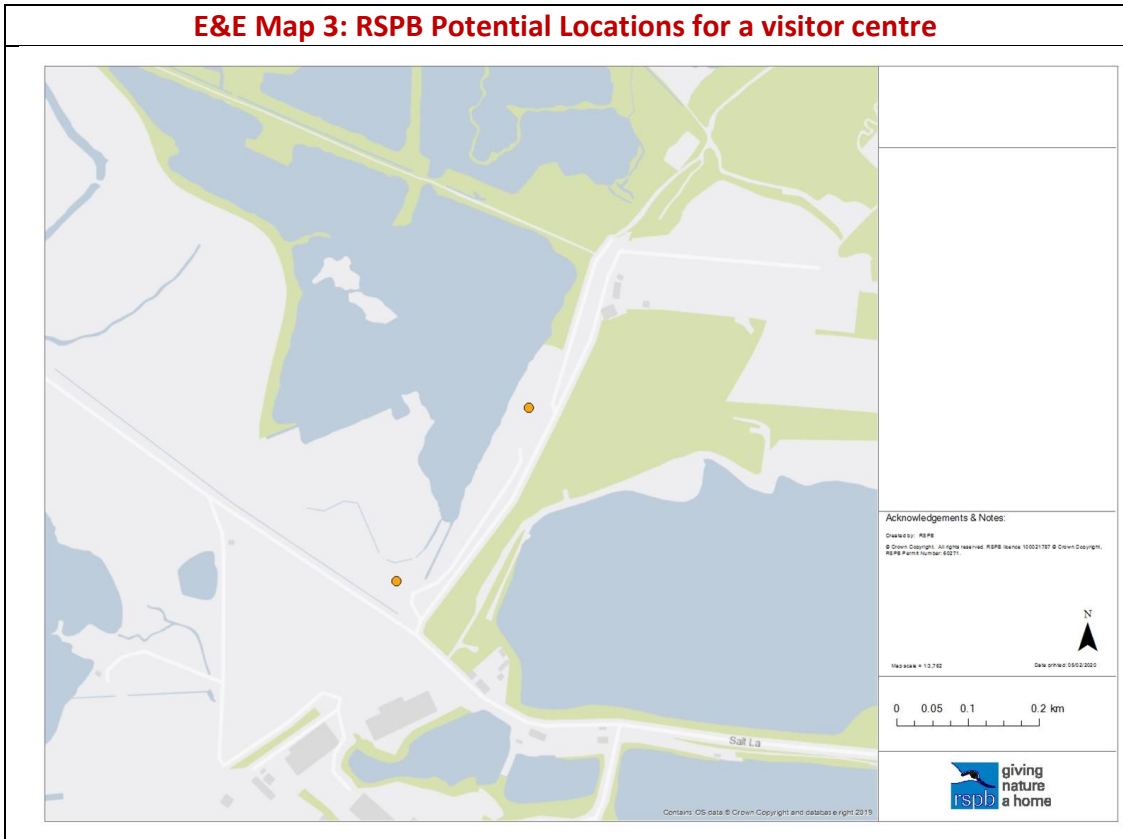 E&E Map 3: RSPB Potential Locations for a visitor centre
Salt La
Contains OS data © Crown Copyright and database right 2019
Acknowledgements & Notes:
Created by: RSPB
© Crown Copyright. All rights reserved. RSPB licence 100021787 © Crown Copyright,
RSPB Permit Number: 60271.
N
Map scale = 1:3,762
Date printed: 05/02/2020
0 0.05 0.1 0.2 km
rspb
giving
nature
a home